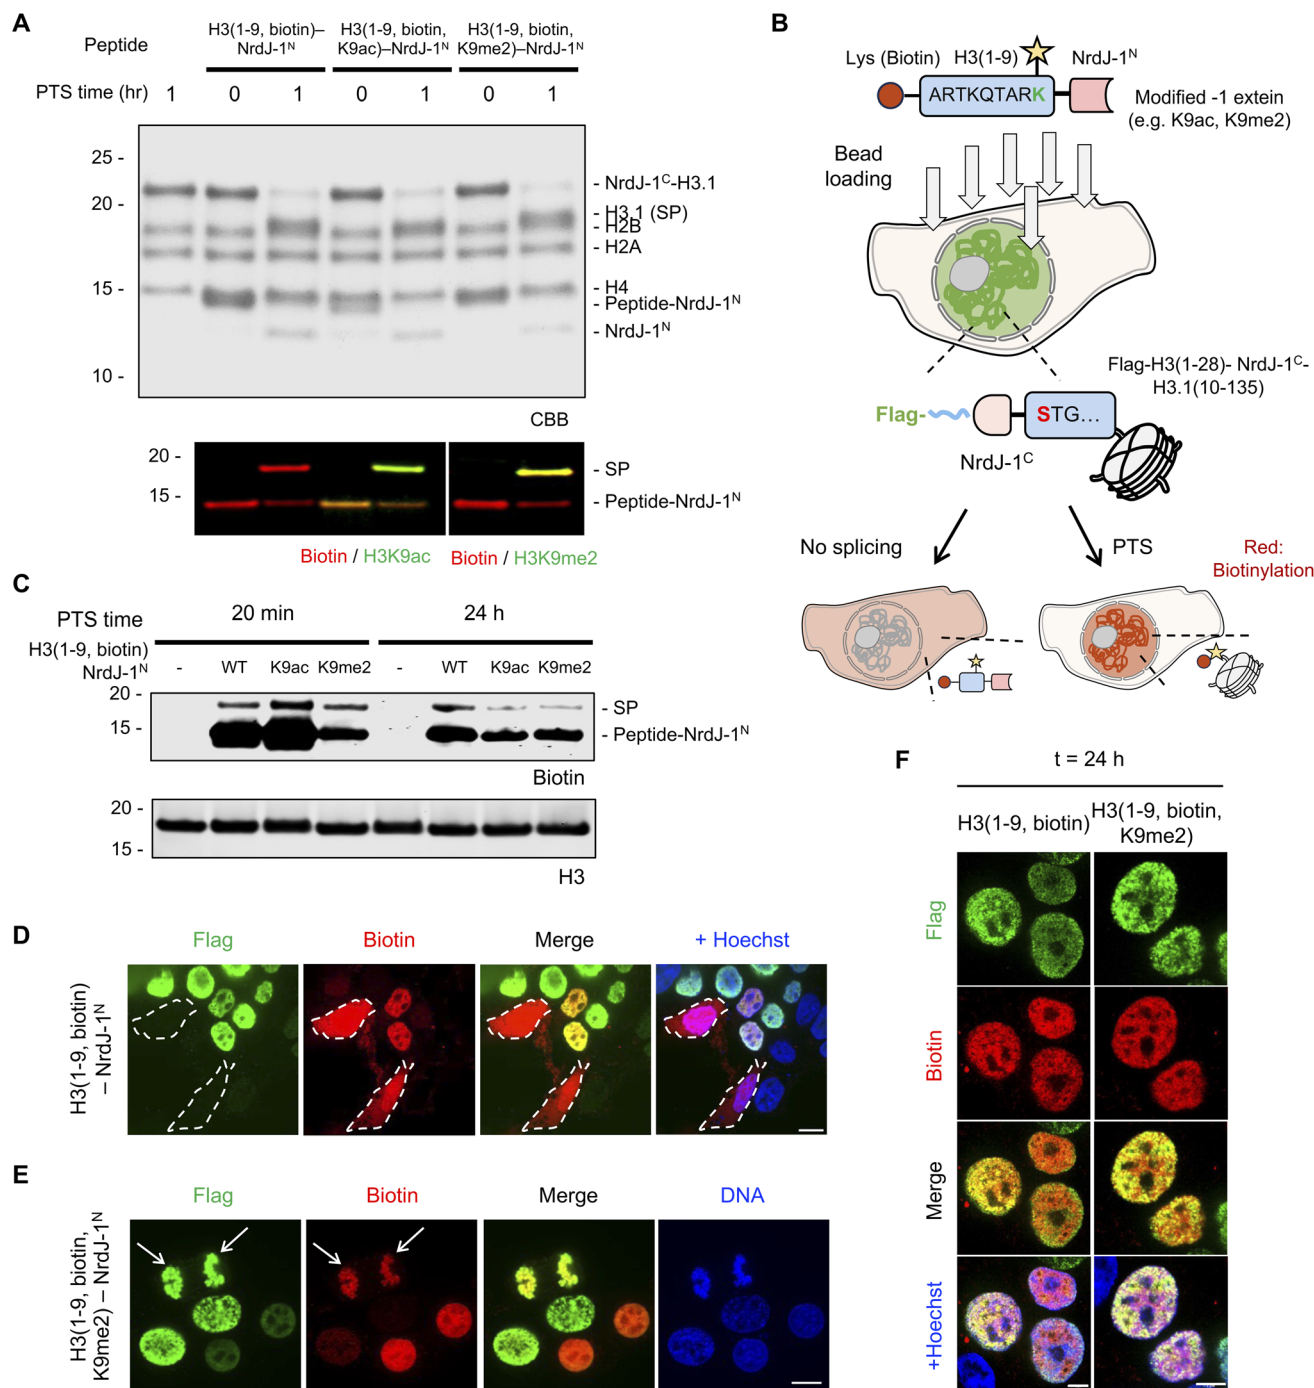 A
Peptide
H3(1-9, biotin)–
NrdJ-1ᴺ
H3(1-9, biotin,
K9ac)–NrdJ-1ᴺ
H3(1-9, biotin,
K9me2)–NrdJ-1ᴺ
PTS time (hr) 1 0 1 0 1 0 1
25 -
20 -
15 -
10 -
- NrdJ-1ᶜ-H3.1
- H3.1 (SP)
- H2B
- H2A
- H4
- Peptide-NrdJ-1ᴺ
- NrdJ-1ᴺ
CBB
20 -
15 -
- SP
- Peptide-NrdJ-1ᴺ
Biotin / H3K9ac
Biotin / H3K9me2
B
Lys (Biotin) H3(1-9) NrdJ-1ᴺ
ARTKQTARK
Modified -1 extein
(e.g. K9ac, K9me2)
Bead
loading
Flag-H3(1-28)- NrdJ-1ᶜ-
H3.1(10-135)
Flag-
STG...
NrdJ-1ᶜ
No splicing
PTS
Red:
Biotinylation
C
PTS time 20 min 24 h
H3(1-9, biotin)
NrdJ-1ᴺ - WT K9ac K9me2 - WT K9ac K9me2
20 -
15 -
- SP
- Peptide-NrdJ-1ᴺ
Biotin
20 -
15 -
H3
D
Flag Biotin Merge + Hoechst
H3(1-9, biotin)
– NrdJ-1ᴺ
E
Flag Biotin Merge DNA
H3(1-9, biotin,
K9me2) – NrdJ-1ᴺ
F
t = 24 h
H3(1-9, biotin)
H3(1-9, biotin,
K9me2)
Flag
Biotin
Merge
+Hoechst